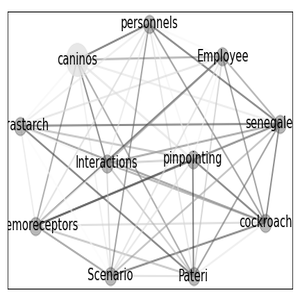 personnels
Employee
caninos
rastarch
senegale
Interactions
pinpointing
emoreceptors
cockroach
Scenario
Pateri